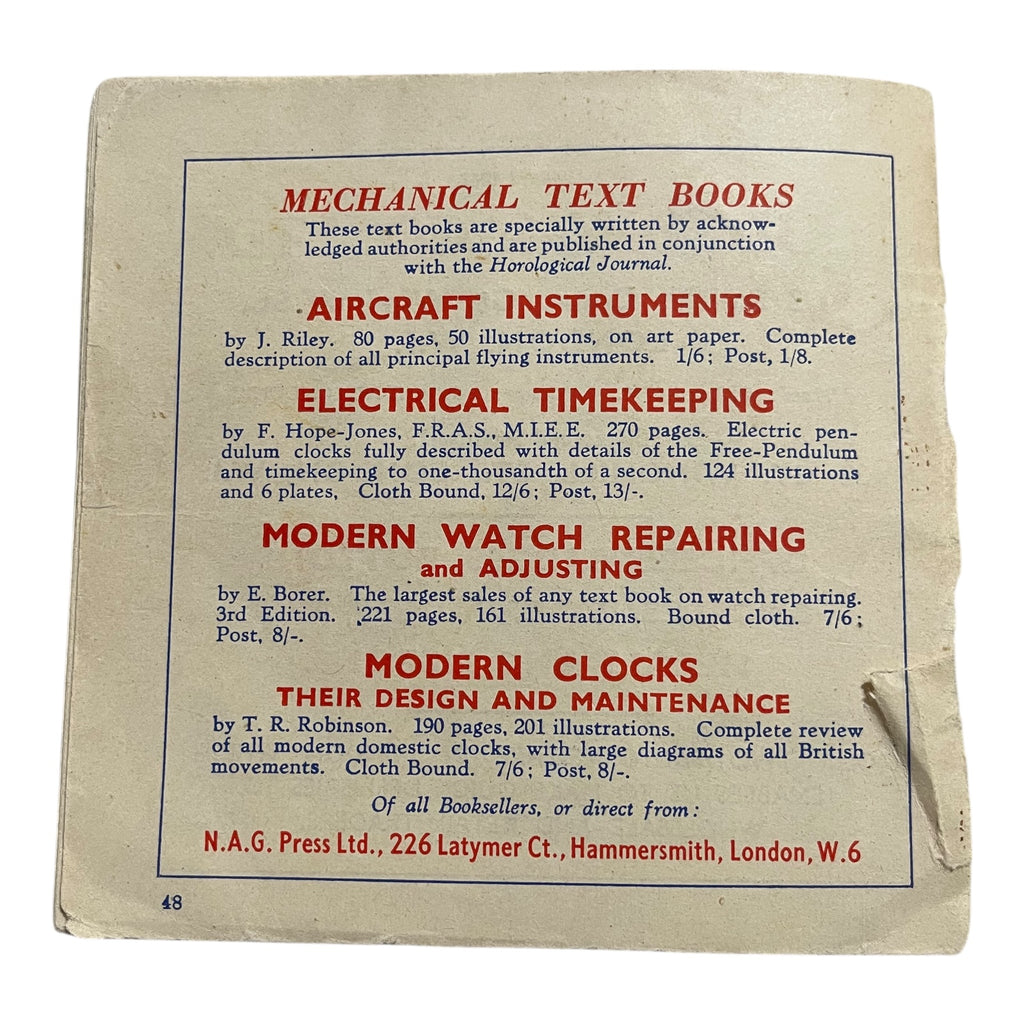 MECHANICAL TEXT BOOKS
These text books are specially written by acknow-
ledged authorities and are published in conjunction
with the Horological Journal.
AIRCRAFT INSTRUMENTS
by J. Riley. 80 pages, 50 illustrations, on art paper. Complete
description of all principal flying instruments. 1/6; Post, 1/8.
ELECTRICAL TIMEKEEPING
by F. Hope-Jones, F.R.A.S., M.I.E.E. 270 pages. Electric pen-
dulum clocks fully described with details of the Free-Pendulum
and timekeeping to one-thousandth of a second. 124 illustrations
and 6 plates, Cloth Bound, 12/6; Post, 13/-.
MODERN WATCH REPAIRING
and ADJUSTING
by E. Borer. The largest sales of any text book on watch repairing.
3rd Edition. 221 pages, 161 illustrations. Bound cloth. 7/6;
Post, 8/-.
MODERN CLOCKS
THEIR DESIGN AND MAINTENANCE
by T. R. Robinson. 190 pages, 201 illustrations. Complete review
of all modern domestic clocks, with large diagrams of all British
movements. Cloth Bound. 7/6; Post, 8/-.
Of all Booksellers, or direct from:
N.A.G. Press Ltd., 226 Latymer Ct., Hammersmith, London, W.6
48